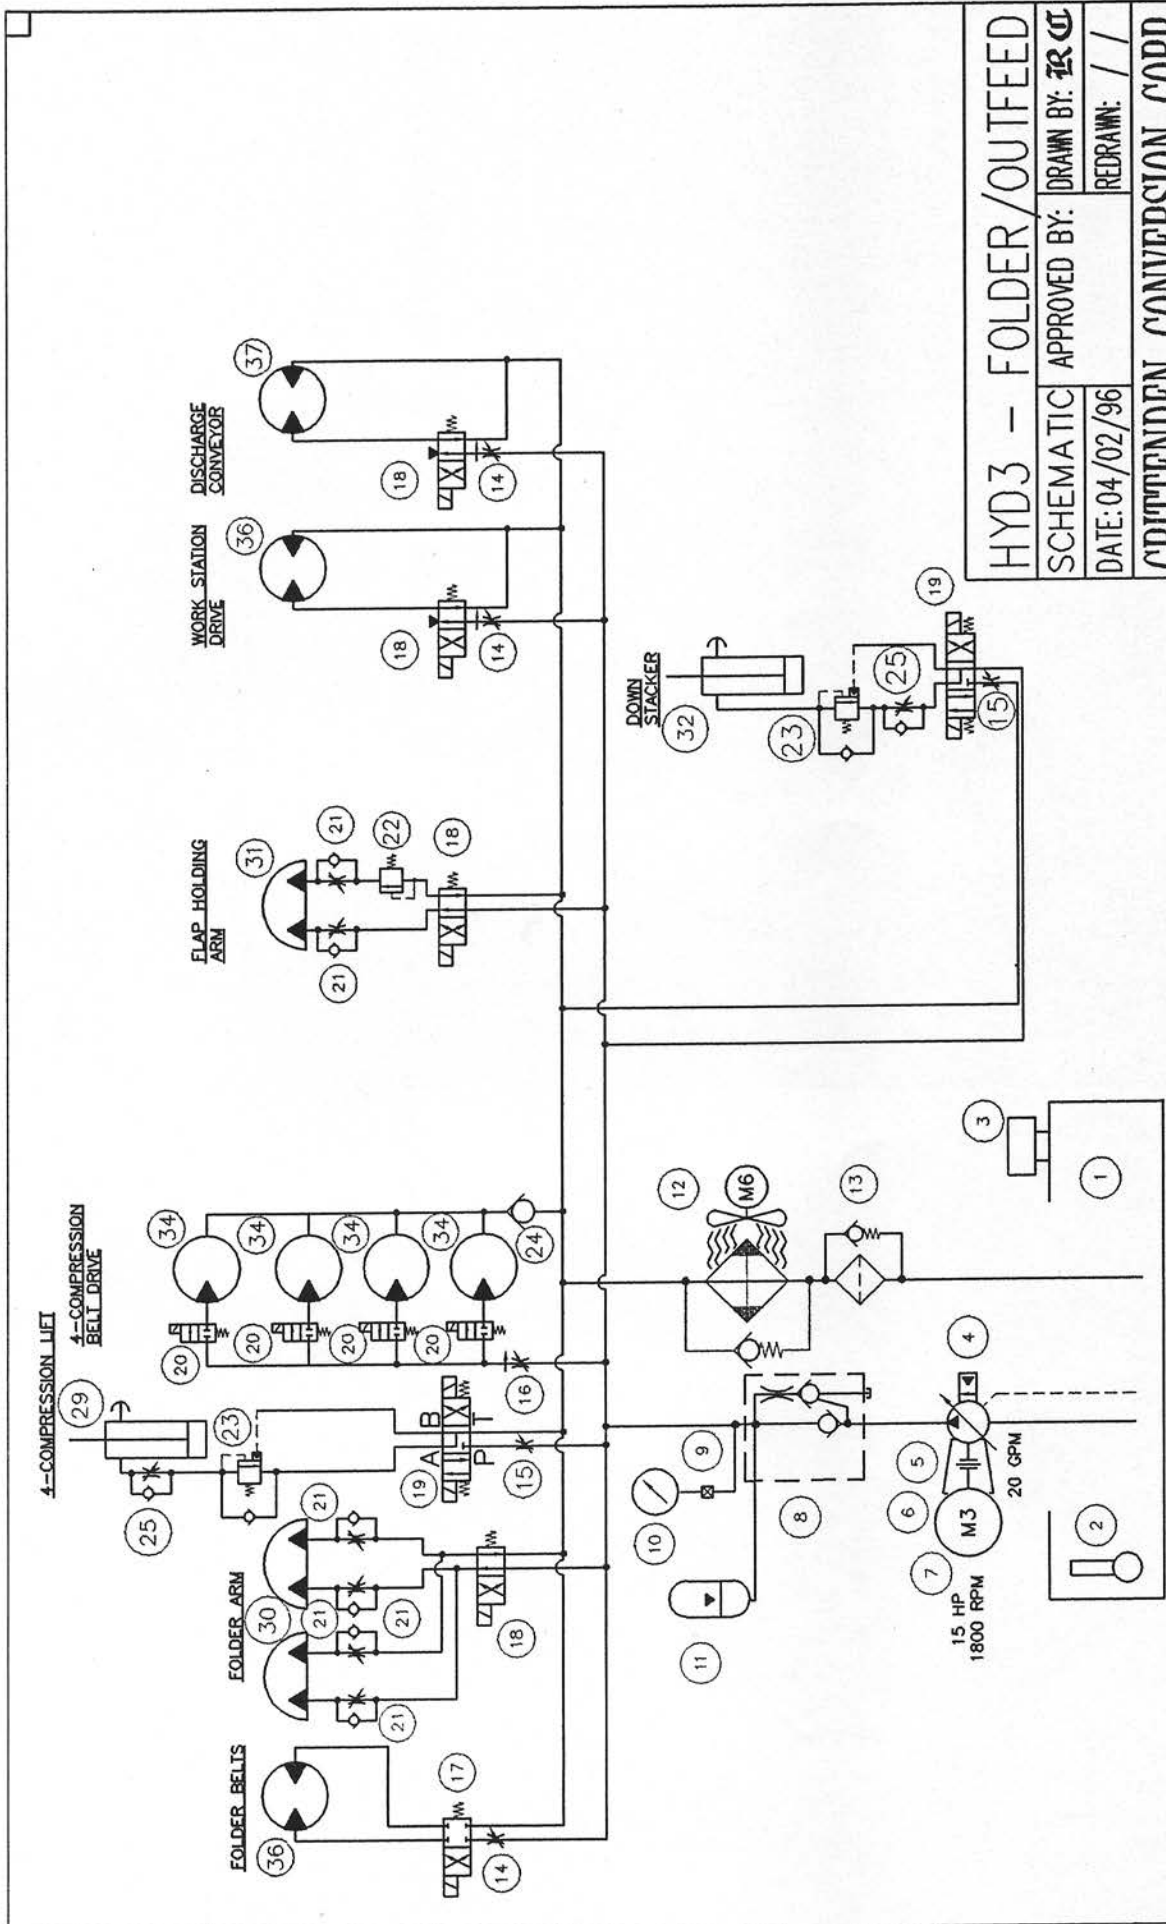 4-COMPRESSION LIFT
29
25
23
19
A
B
P
T
15
4-COMPRESSION
BELT DRIVE
34
34
34
34
20
20
20
20
24
16
FOLDER BELTS
36
17
14
FOLDER ARM
30
21
21
21
21
18
FLAP HOLDING
ARM
31
21
21
22
18
WORK STATION
DRIVE
36
18
14
DISCHARGE
CONVEYOR
37
18
14
DOWN
STACKER
32
23
25
19
15
10
9
11
8
12
M6
13
7
6
5
4
M3
15 HP
1800 RPM
20 GPM
3
2
1
HYD3 - FOLDER/OUTFEED
SCHEMATIC
APPROVED BY:
DRAWN BY: RC
DATE: 04/02/96
REDRAWN: / /
CRITTENDEN CONVERSION CORP